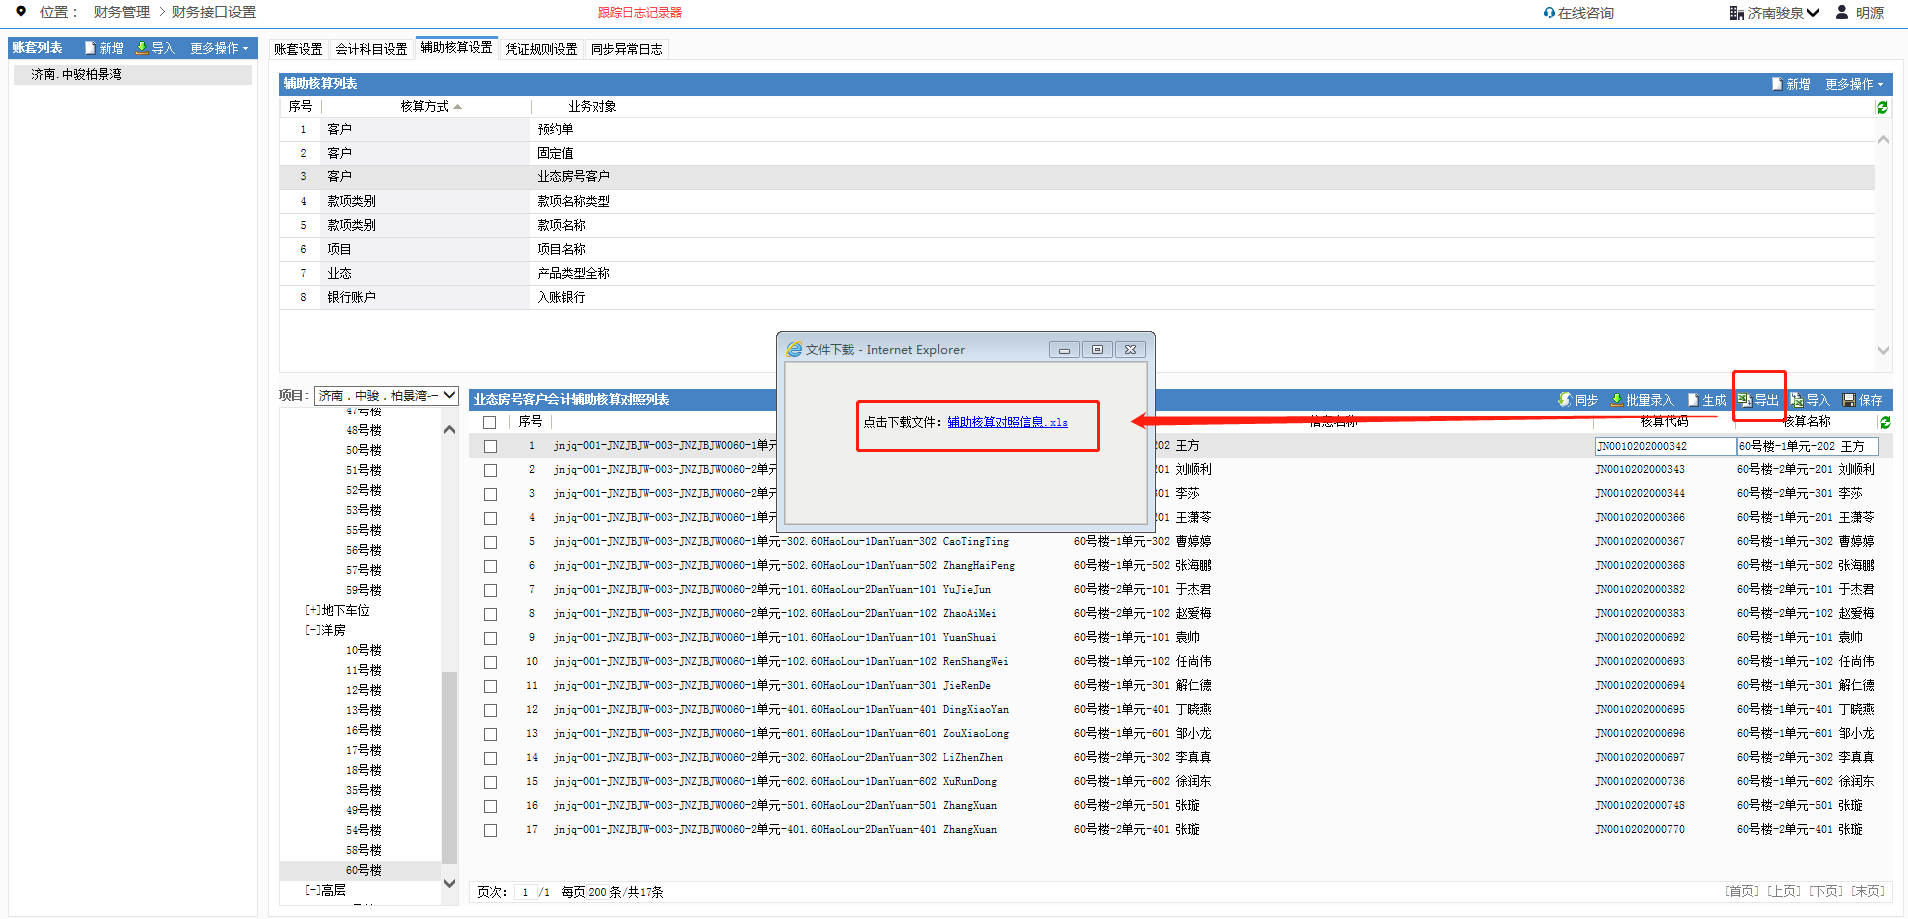 位置： 财务管理 > 财务接口设置
跟踪日志记录器
在线咨询
济南骏泉
明源
账套列表 新增 导入 更多操作
济南.中骏柏景湾
账套设置 会计科目设置 辅助核算设置 凭证规则设置 同步异常日志
辅助核算列表 新增 更多操作
序号 核算方式 业务对象
1 客户 预约单
2 客户 固定值
3 客户 业态房号客户
4 款项类别 款项名称类型
5 款项类别 款项名称
6 项目 项目名称
7 业态 产品类型全称
8 银行账户 入账银行
文件下载 - Internet Explorer
点击下载文件：辅助核算对照信息.xls
项目： 济南．中骏．柏景湾-
47号楼
48号楼
50号楼
51号楼
52号楼
53号楼
55号楼
56号楼
57号楼
59号楼
[+]地下车位
[-]洋房
10号楼
11号楼
12号楼
13号楼
16号楼
17号楼
18号楼
35号楼
49号楼
54号楼
58号楼
60号楼
[-]高层
业态房号客户会计辅助核算对照列表 同步 批量录入 生成 导出 导入 保存
序号 信息名称 核算代码 核算名称
1 jnjq-001-JNZJBJW-003-JNZJBJW0060-1单元 202 王方 JN0010202000342 60号楼-1单元-202 王方
2 jnjq-001-JNZJBJW-003-JNZJBJW0060-2单元 201 刘顺利 JN0010202000343 60号楼-2单元-201 刘顺利
3 jnjq-001-JNZJBJW-003-JNZJBJW0060-2单元 301 李莎 JN0010202000344 60号楼-2单元-301 李莎
4 jnjq-001-JNZJBJW-003-JNZJBJW0060-1单元 201 王潇苓 JN0010202000366 60号楼-1单元-201 王潇苓
5 jnjq-001-JNZJBJW-003-JNZJBJW0060-1单元-302.60HaoLou-1DanYuan-302 CaoTingTing 60号楼-1单元-302 曹婷婷 JN0010202000367 60号楼-1单元-302 曹婷婷
6 jnjq-001-JNZJBJW-003-JNZJBJW0060-1单元-502.60HaoLou-1DanYuan-502 ZhangHaiPeng 60号楼-1单元-502 张海鹏 JN0010202000368 60号楼-1单元-502 张海鹏
7 jnjq-001-JNZJBJW-003-JNZJBJW0060-2单元-101.60HaoLou-2DanYuan-101 YuJieJun 60号楼-2单元-101 于杰君 JN0010202000382 60号楼-2单元-101 于杰君
8 jnjq-001-JNZJBJW-003-JNZJBJW0060-2单元-102.60HaoLou-2DanYuan-102 ZhaoAiMei 60号楼-2单元-102 赵爱梅 JN0010202000383 60号楼-2单元-102 赵爱梅
9 jnjq-001-JNZJBJW-003-JNZJBJW0060-1单元-101.60HaoLou-1DanYuan-101 YuanShuai 60号楼-1单元-101 袁帅 JN0010202000692 60号楼-1单元-101 袁帅
10 jnjq-001-JNZJBJW-003-JNZJBJW0060-1单元-102.60HaoLou-1DanYuan-102 RenShangWei 60号楼-1单元-102 任尚伟 JN0010202000693 60号楼-1单元-102 任尚伟
11 jnjq-001-JNZJBJW-003-JNZJBJW0060-1单元-301.60HaoLou-1DanYuan-301 JieRenDe 60号楼-1单元-301 解仁德 JN0010202000694 60号楼-1单元-301 解仁德
12 jnjq-001-JNZJBJW-003-JNZJBJW0060-1单元-401.60HaoLou-1DanYuan-401 DingXiaoYan 60号楼-1单元-401 丁晓燕 JN0010202000695 60号楼-1单元-401 丁晓燕
13 jnjq-001-JNZJBJW-003-JNZJBJW0060-1单元-601.60HaoLou-1DanYuan-601 ZouXiaoLong 60号楼-1单元-601 邹小龙 JN0010202000696 60号楼-1单元-601 邹小龙
14 jnjq-001-JNZJBJW-003-JNZJBJW0060-2单元-302.60HaoLou-2DanYuan-302 LiZhenZhen 60号楼-2单元-302 李真真 JN0010202000697 60号楼-2单元-302 李真真
15 jnjq-001-JNZJBJW-003-JNZJBJW0060-1单元-602.60HaoLou-1DanYuan-602 XuRunDong 60号楼-1单元-602 徐润东 JN0010202000736 60号楼-1单元-602 徐润东
16 jnjq-001-JNZJBJW-003-JNZJBJW0060-2单元-501.60HaoLou-2DanYuan-501 ZhangXuan 60号楼-2单元-501 张璇 JN0010202000748 60号楼-2单元-501 张璇
17 jnjq-001-JNZJBJW-003-JNZJBJW0060-2单元-401.60HaoLou-2DanYuan-401 ZhangXuan 60号楼-2单元-401 张璇 JN0010202000770 60号楼-2单元-401 张璇
页次： 1 /1 每页 200 条/共17条 [首页] [上页] [下页] [末页]